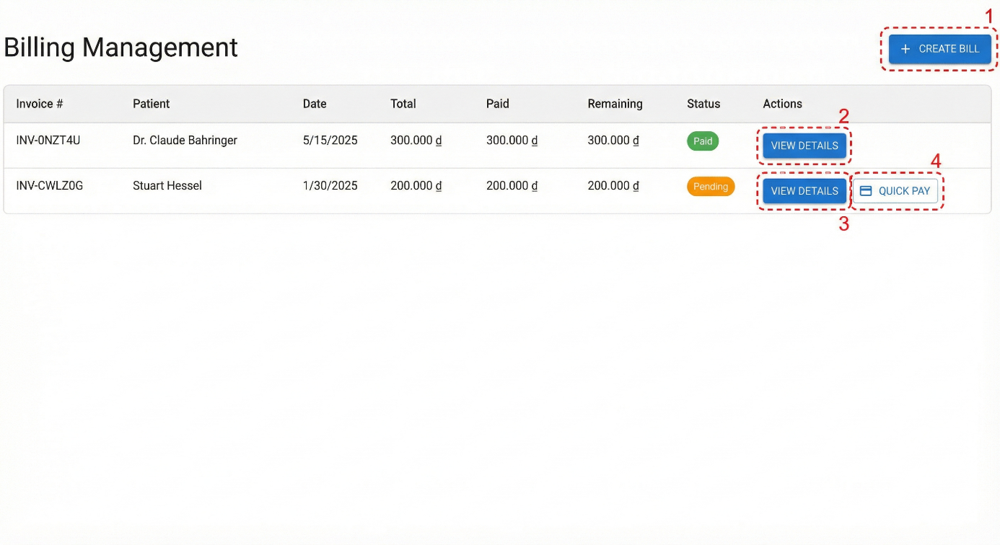 1
Billing Management
+ CREATE BILL
Invoice # Patient Date Total Paid Remaining Status Actions
2
INV-0NZT4U Dr. Claude Bahringer 5/15/2025 300.000 ₫ 300.000 ₫ 300.000 ₫ Paid VIEW DETAILS
4
INV-CWLZ0G Stuart Hessel 1/30/2025 200.000 ₫ 200.000 ₫ 200.000 ₫ Pending VIEW DETAILS QUICK PAY
3